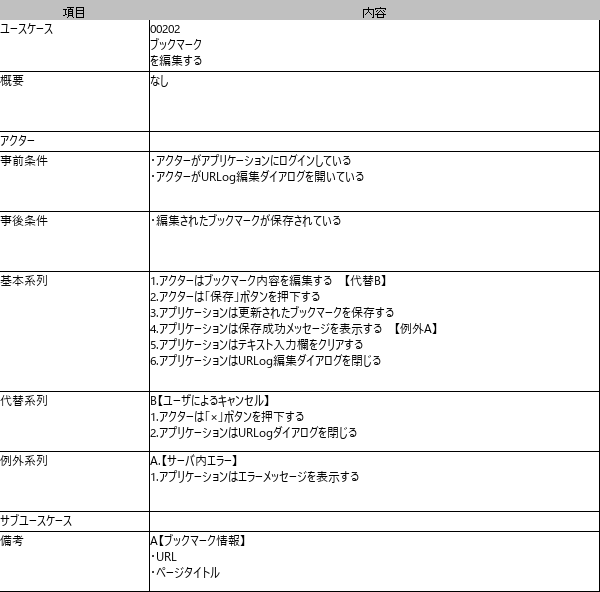 項目 内容
ユースケース 00202
ブックマーク
を編集する
概要 なし
アクター
事前条件 ・アクターがアプリケーションにログインしている
・アクターがURLog編集ダイアログを開いている
事後条件 ・編集されたブックマークが保存されている
基本系列 1.アクターはブックマーク内容を編集する 【代替B】
2.アクターは「保存」ボタンを押下する
3.アプリケーションは更新されたブックマークを保存する
4.アプリケーションは保存成功メッセージを表示する 【例外A】
5.アプリケーションはテキスト入力欄をクリアする
6.アプリケーションはURLog編集ダイアログを閉じる
代替系列 B【ユーザによるキャンセル】
1.アクターは「×」ボタンを押下する
2.アプリケーションはURLogダイアログを閉じる
例外系列 A.【サーバ内エラー】
1.アプリケーションはエラーメッセージを表示する
サブユースケース
備考 A【ブックマーク情報】
・URL
・ページタイトル